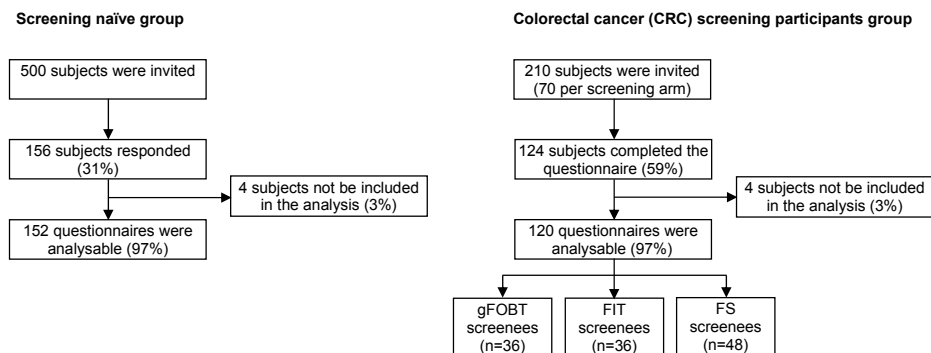 Screening naïve group
500 subjects were invited
156 subjects responded
(31%)
4 subjects not be included
in the analysis (3%)
152 questionnaires were
analysable (97%)
Colorectal cancer (CRC) screening participants group
210 subjects were invited
(70 per screening arm)
124 subjects completed the
questionnaire (59%)
4 subjects not be included
in the analysis (3%)
120 questionnaires were
analysable (97%)
gFOBT
screenees
(n=36)
FIT
screenees
(n=36)
FS
screenees
(n=48)